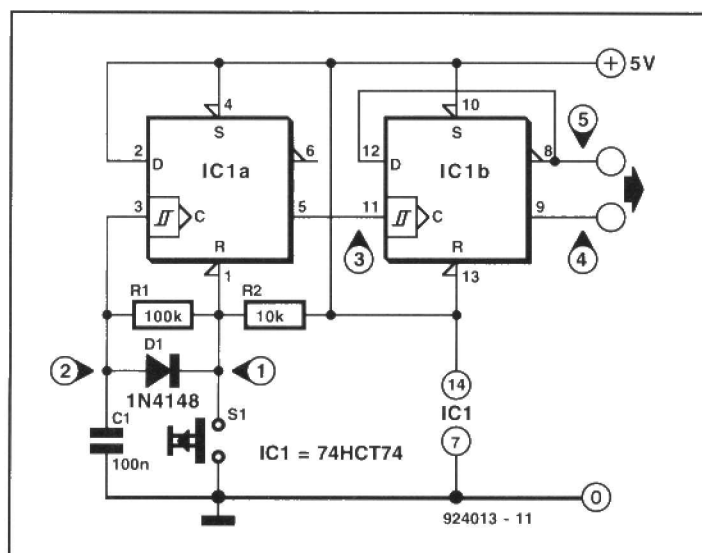 + 5V
4
10
S
S
5
2
D
IC1a
6
12
D
IC1b
8
3
C
5
11
C
9
R
3
R
4
1
13
R1
R2
100k
10k
D1
2
1
14
1N4148
IC1
C1
S1
7
100n
IC1 = 74HCT74
0
924013 - 11